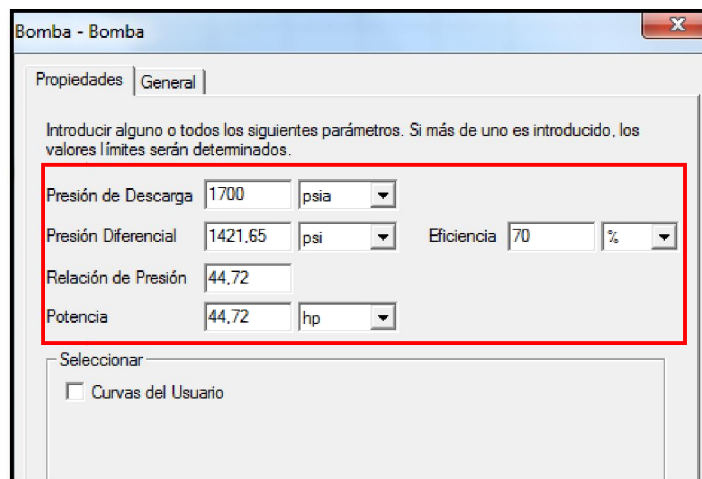 Bomba - Bomba
x
Propiedades General
Introducir alguno o todos los siguientes parámetros. Si más de uno es introducido, los
valores límites serán determinados.
Presión de Descarga 1700 psia
Presión Diferencial 1421,65 psi Eficiencia 70 %
Relación de Presión 44,72
Potencia 44,72 hp
Seleccionar
Curvas del Usuario